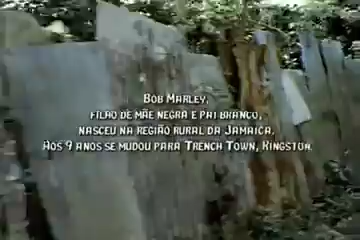 BOB MARLEY,
FILHO DE MÃE NEGRA E PAI BRANCO,
NASCEU NA REGIÃO RURAL DA JAMAICA.
AOS 9 ANOS SE MUDOU PARA TRENCH TOWN, KINGSTON.